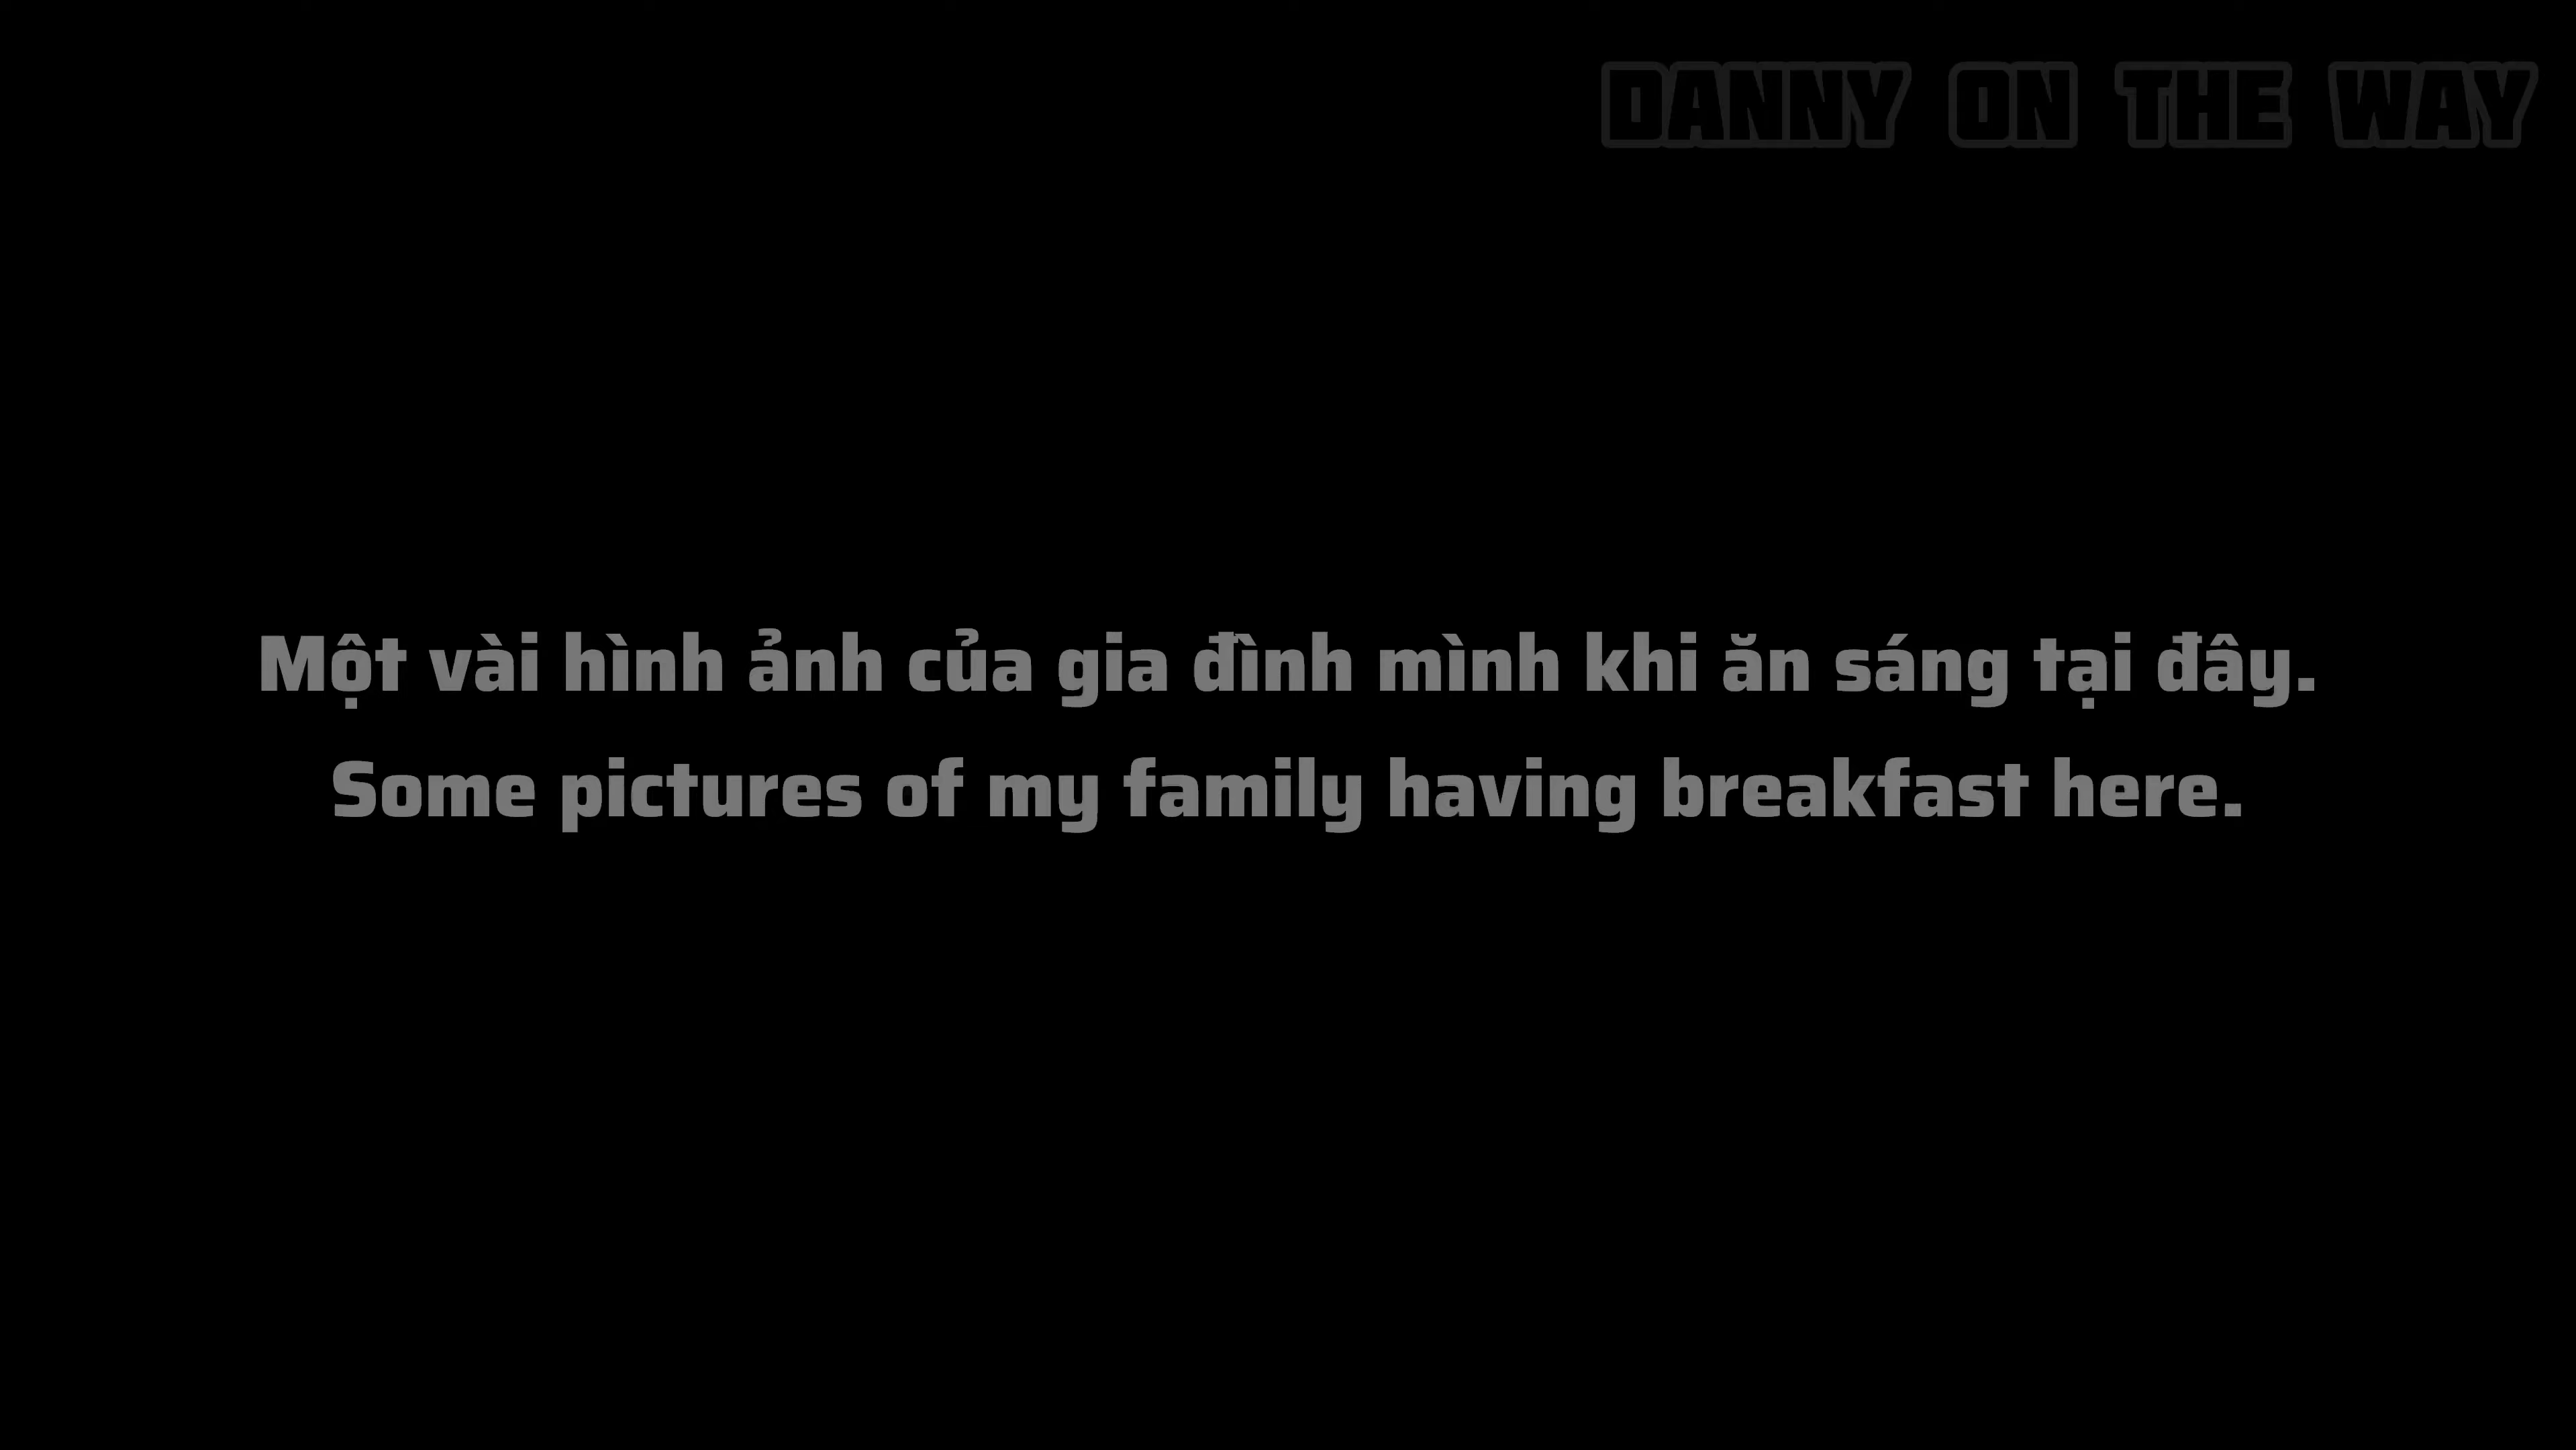 DANNY ON THE WAY
Một vài hình ảnh của gia đình mình khi ăn sáng tại đây.
Some pictures of my family having breakfast here.